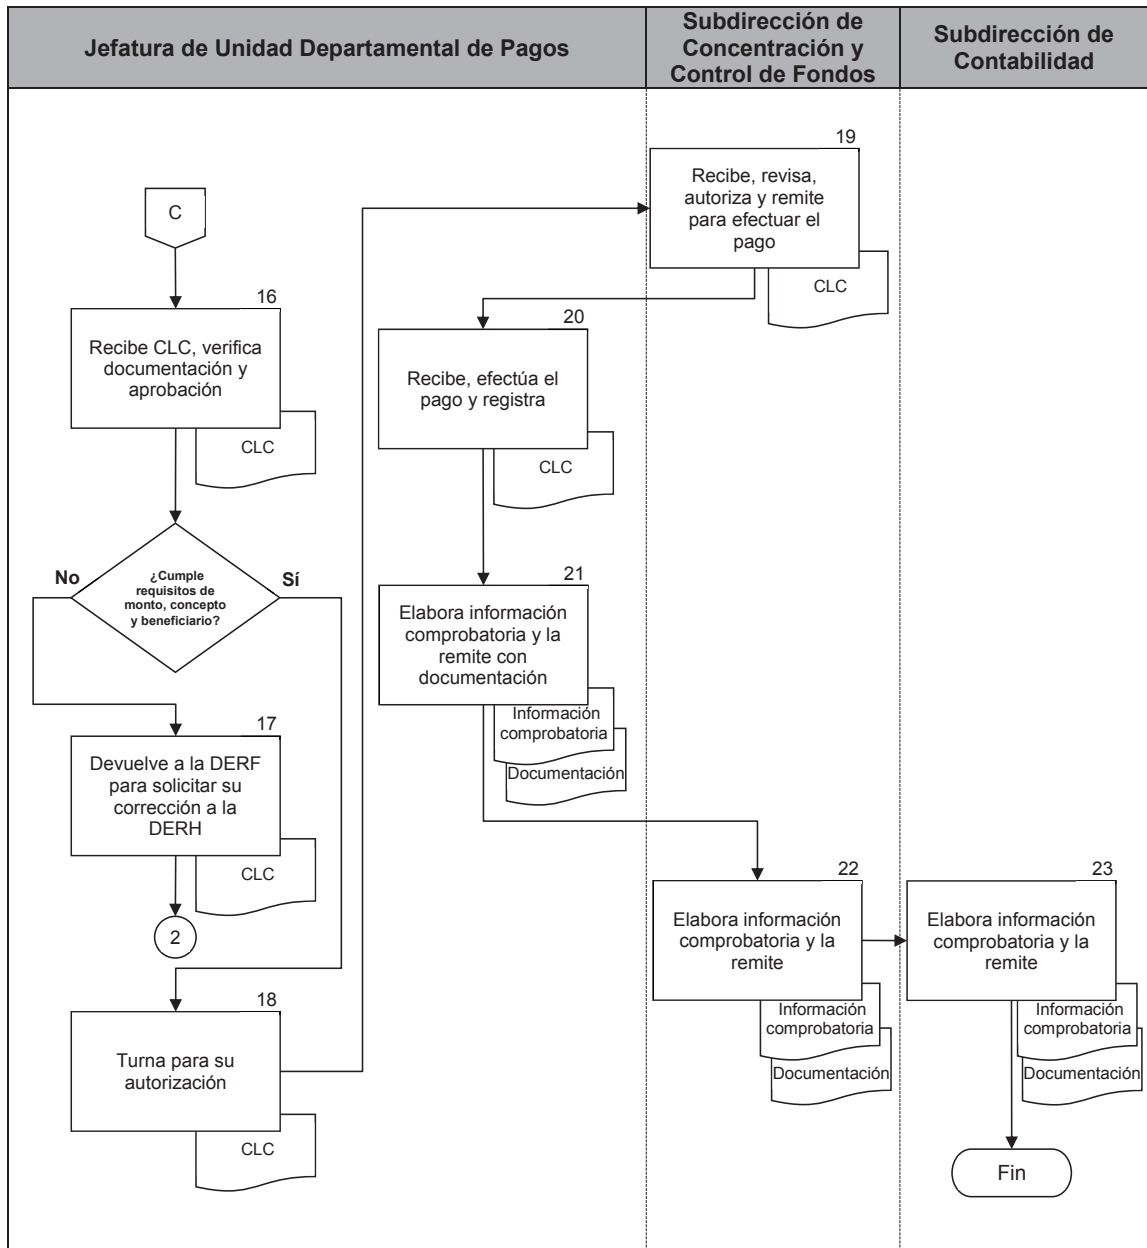 Jefatura de Unidad Departamental de Pagos
Subdirección de
Concentración y
Control de Fondos
Subdirección de
Contabilidad
C
16
Recibe CLC, verifica
documentación y
aprobación
CLC
¿Cumple
requisitos de
monto, concepto
y beneficiario?
No
Sí
17
Devuelve a la DERF
para solicitar su
corrección a la
DERH
CLC
2
18
Turna para su
autorización
CLC
19
Recibe, revisa,
autoriza y remite
para efectuar el
pago
CLC
20
Recibe, efectúa el
pago y registra
CLC
21
Elabora información
comprobatoria y la
remite con
documentación
Información
comprobatoria
Documentación
22
Elabora información
comprobatoria y la
remite
Información
comprobatoria
Documentación
23
Elabora información
comprobatoria y la
remite
Información
comprobatoria
Documentación
Fin